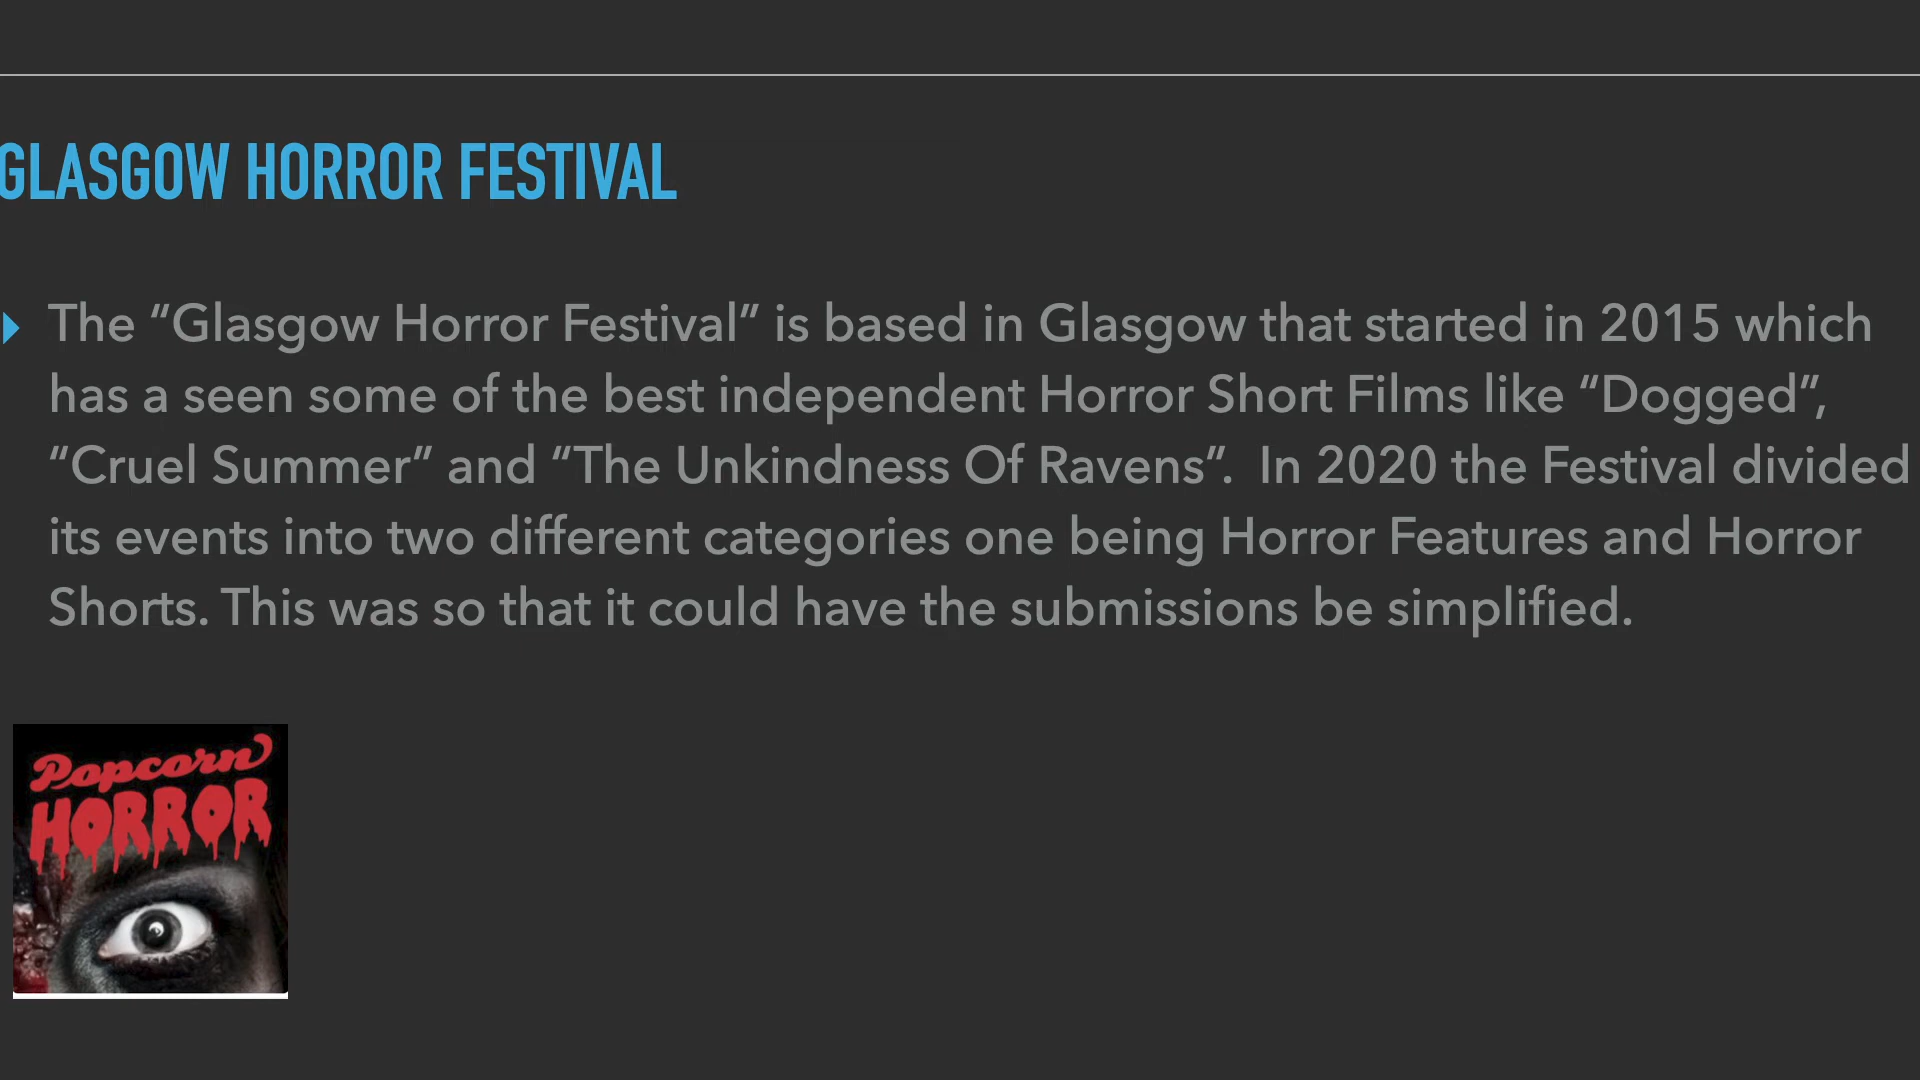 GLASGOW HORROR FESTIVAL
The “Glasgow Horror Festival” is based in Glasgow that started in 2015 which
has a seen some of the best independent Horror Short Films like “Dogged”,
“Cruel Summer” and “The Unkindness Of Ravens”.  In 2020 the Festival divided
its events into two different categories one being Horror Features and Horror
Shorts. This was so that it could have the submissions be simplified.
Popcorn
HORROR